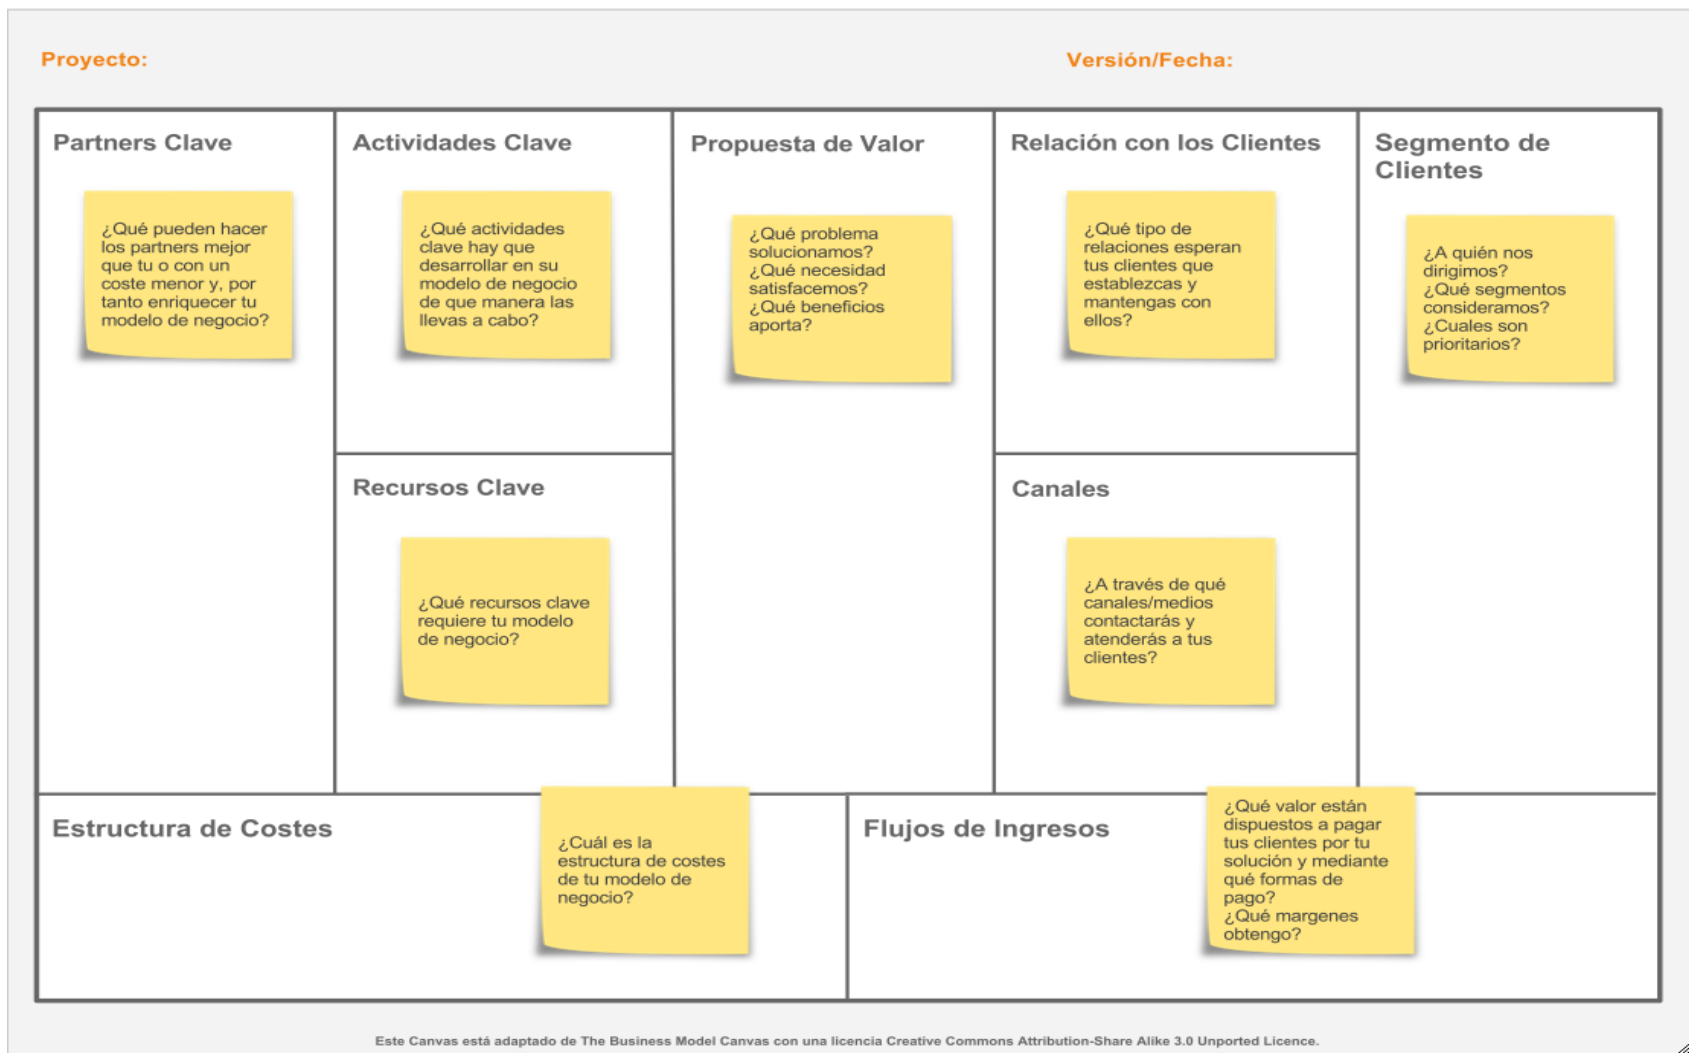 Proyecto:
Versión/Fecha:
Partners Clave
¿Qué pueden hacer
los partners mejor
que tu o con un
coste menor y, por
tanto enriquecer tu
modelo de negocio?
Actividades Clave
¿Qué actividades
clave hay que
desarrollar en su
modelo de negocio
de que manera las
llevas a cabo?
Recursos Clave
¿Qué recursos clave
requiere tu modelo
de negocio?
Propuesta de Valor
¿Qué problema
solucionamos?
¿Qué necesidad
satisfacemos?
¿Qué beneficios
aporta?
Relación con los Clientes
¿Qué tipo de
relaciones esperan
tus clientes que
establezcas y
mantengas con
ellos?
Canales
¿A través de qué
canales/medios
contactarás y
atenderás a tus
clientes?
Segmento de
Clientes
¿A quién nos
dirigimos?
¿Qué segmentos
consideramos?
¿Cuales son
prioritarios?
Estructura de Costes
¿Cuál es la
estructura de costes
de tu modelo de
negocio?
Flujos de Ingresos
¿Qué valor están
dispuestos a pagar
tus clientes por tu
solución y mediante
qué formas de
pago?
¿Qué margenes
obtengo?
Este Canvas está adaptado de The Business Model Canvas con una licencia Creative Commons Attribution-Share Alike 3.0 Unported Licence.